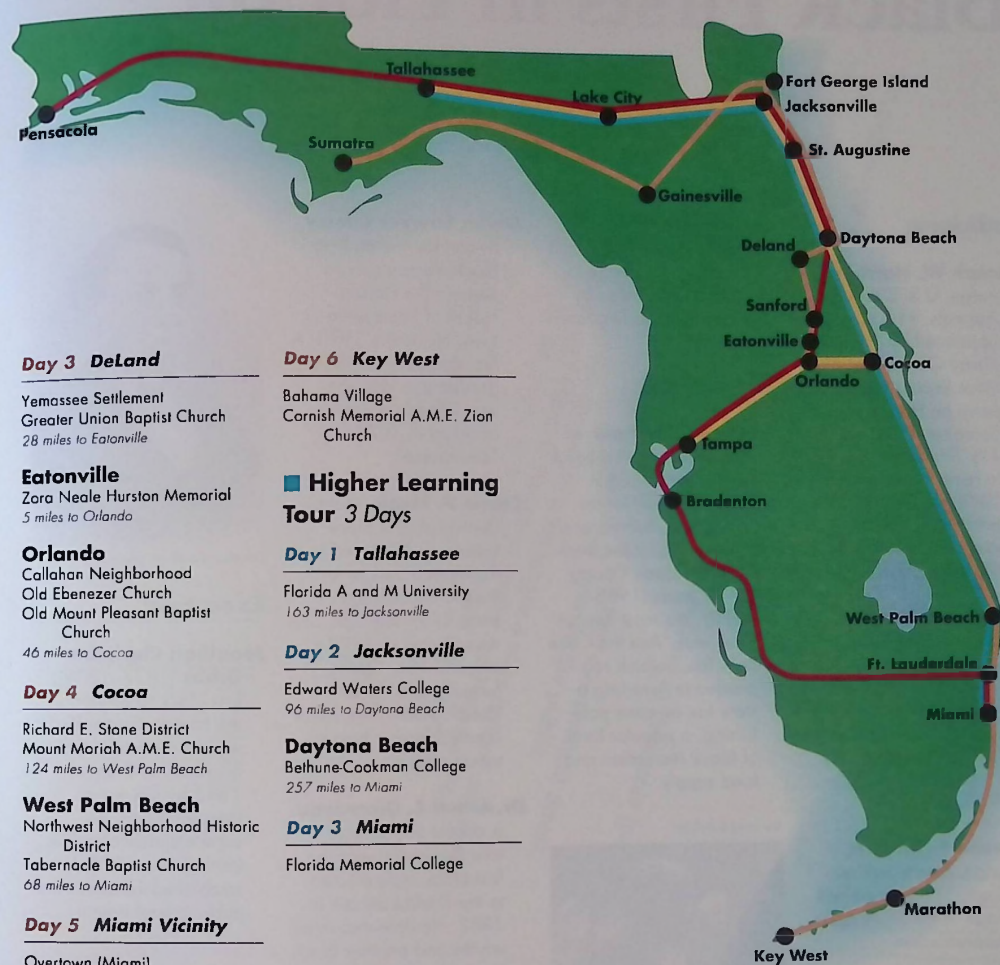 Tallahassee
Lake City
Fort George Island
Jacksonville
Pensacola
Sumatra
St. Augustine
Gainesville
Daytona Beach
Deland
Sanford
Eatonville
Cocoa
Orlando
Tampa
Bradenton
West Palm Beach
Ft. Lauderdale
Miami
Marathon
Key West
Day 3 DeLand
Yemassee Settlement
Greater Union Baptist Church
28 miles to Eatonville
Eatonville
Zora Neale Hurston Memorial
5 miles to Orlando
Orlando
Callahan Neighborhood
Old Ebenezer Church
Old Mount Pleasant Baptist
Church
46 miles to Cocoa
Day 4 Cocoa
Richard E. Stone District
Mount Moriah A.M.E. Church
124 miles to West Palm Beach
West Palm Beach
Northwest Neighborhood Historic
District
Tabernacle Baptist Church
68 miles to Miami
Day 5 Miami Vicinity
Overtown (Miami)
Day 6 Key West
Bahama Village
Cornish Memorial A.M.E. Zion
Church
Higher Learning
Tour 3 Days
Day 1 Tallahassee
Florida A and M University
163 miles to Jacksonville
Day 2 Jacksonville
Edward Waters College
96 miles to Daytona Beach
Daytona Beach
Bethune-Cookman College
257 miles to Miami
Day 3 Miami
Florida Memorial College